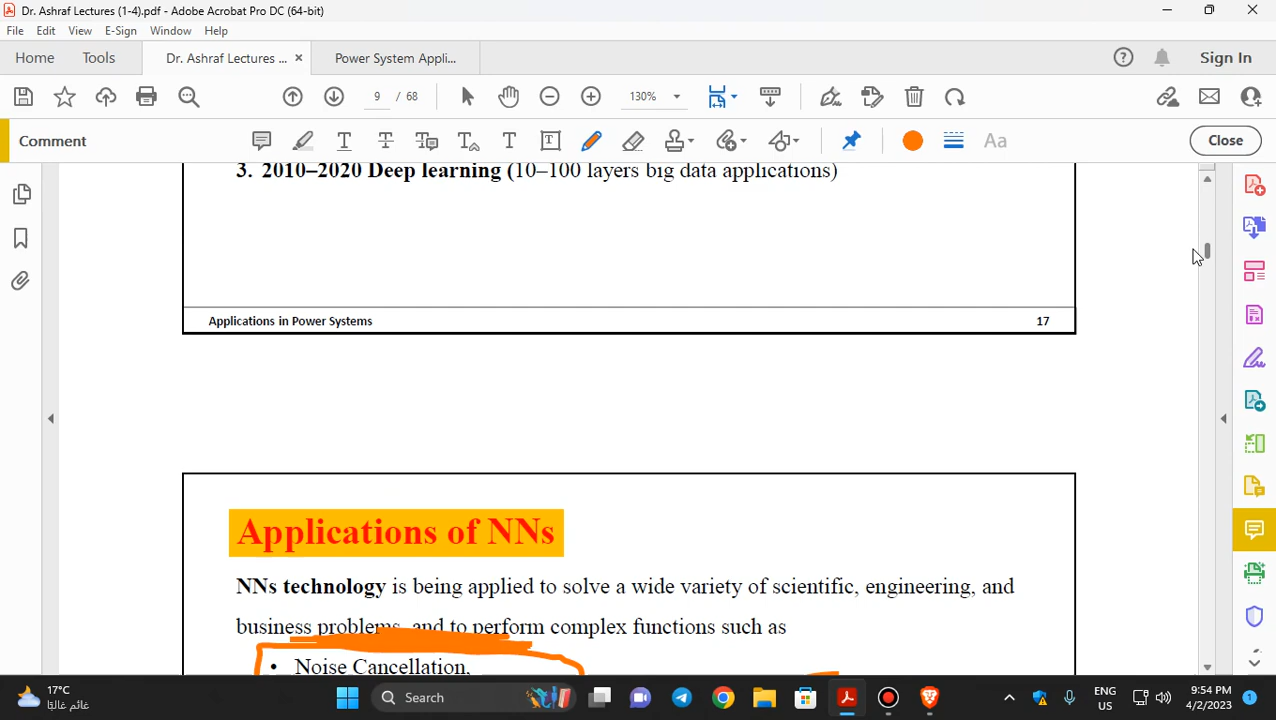 Dr. Ashraf Lectures (1-4).pdf - Adobe Acrobat Pro DC (64-bit)
File Edit View E-Sign Window Help
Home Tools Dr. Ashraf Lectures ... Power System Appli... Sign In
9 / 68 130%
Comment Aa Close
3. 2010–2020 Deep learning (10–100 layers big data applications)
Applications in Power Systems 17
Applications of NNs
NNs technology is being applied to solve a wide variety of scientific, engineering, and
business problems, and to perform complex functions such as
• Noise Cancellation,
17°C
غائم غالبًا
Search
ENG
US
9:54 PM
4/2/2023
1